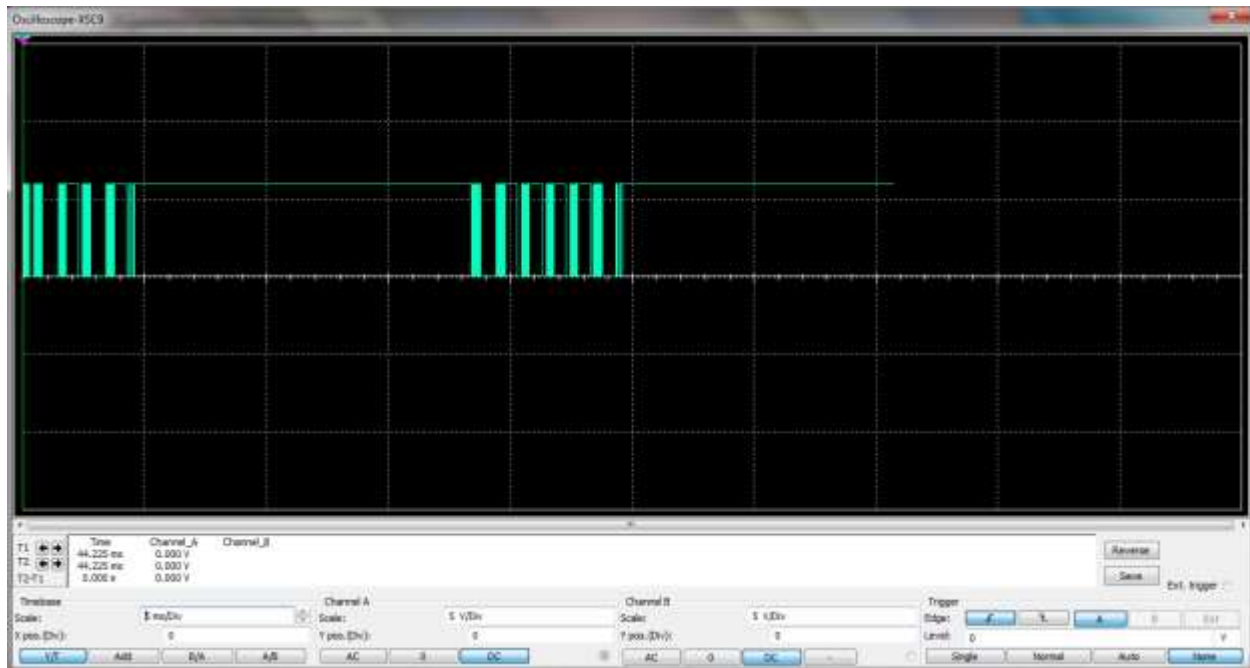 Oscilloscope-XSC9
Time Channel_A Channel_B
T1 44.225 ms 0.000 V
T2 44.225 ms 0.000 V
T2-T1 0.000 s 0.000 V
Reverse
Save
Ext. trigger
Timebase Channel A Channel B Trigger
Scale: ms/Div Scale: 5 V/Div Scale: 5 V/Div Edge: A B Ext
X pos.(Div): 0 Y pos.(Div): 0 Y pos.(Div): 0 Level: 0 V
Y/T Add B/A A/B AC 0 DC AC 0 DC - Single Normal Auto None